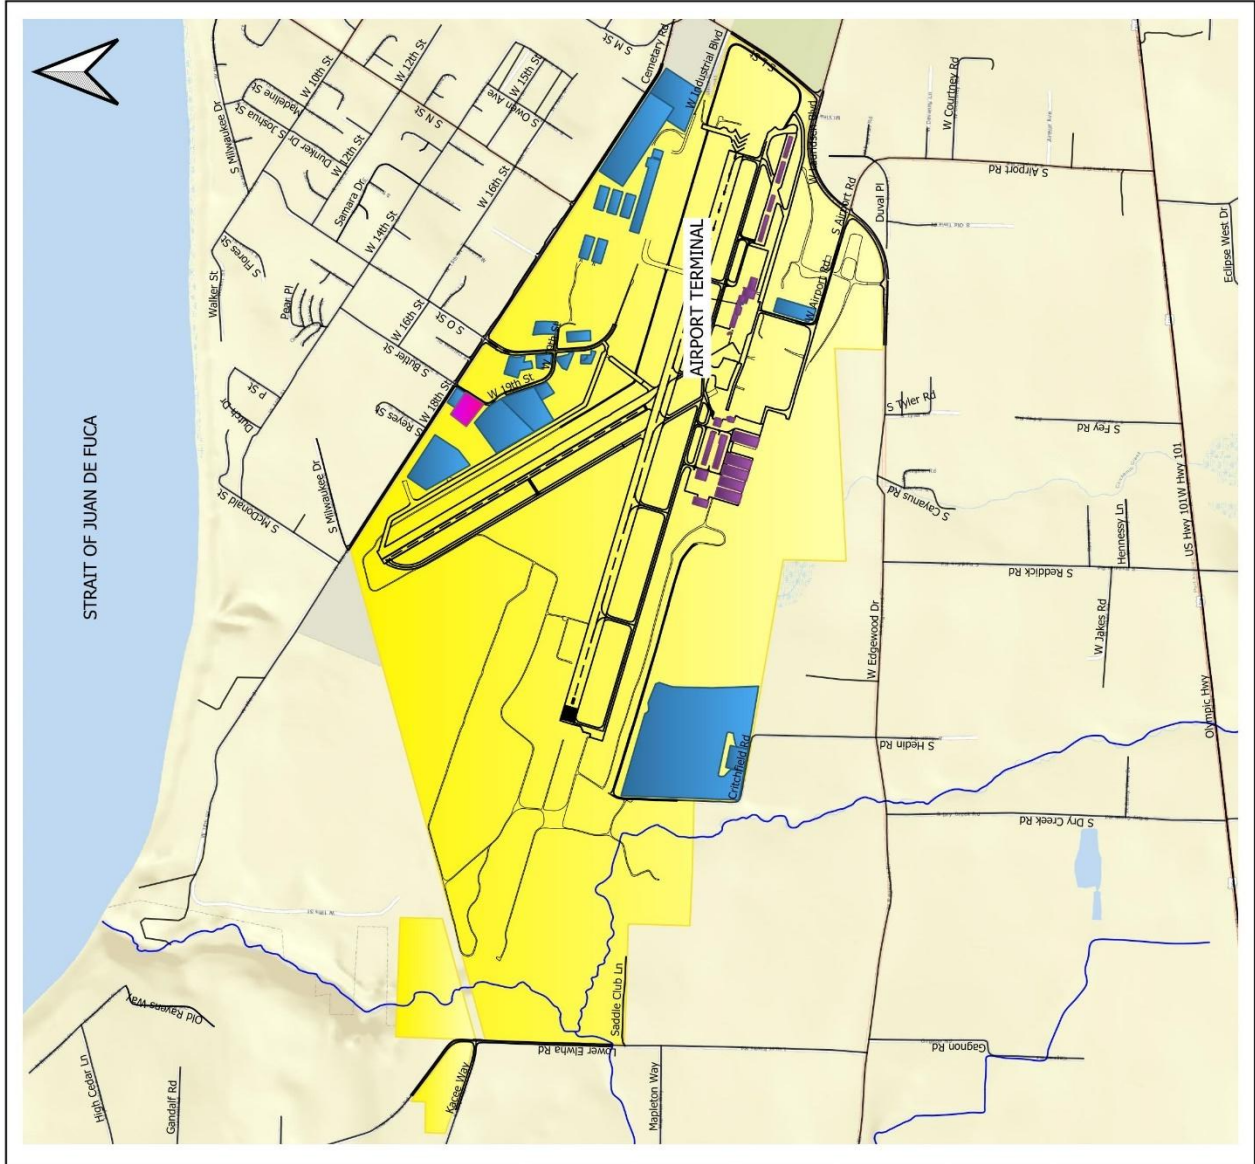 STRAIT OF JUAN DE FUCA
AIRPORT TERMINAL
S Milwaukee Dr
W 10th St
Madeline St
S Joshua St
Dunker Dr
W 12th St
W 12th St
S M St
Cemetary Rd
W Industrial Blvd
W 15th St
S Owen Ave
S N St
W 16th St
Samara Dr
W 14th St
Walker St
S Flores St
Pear Pl
W 16th St
S O St
S Butler St
W 18th St
W 19th St
S Reyes St
P St
Dutch Dr
S McDonald St
S Milwaukee Dr
W Courtney Rd
S Airport Rd
S Airport Rd
Duval Pl
W Airport Rd
Eclipse West Dr
S Tyler Rd
S Fey Rd
S Cayanus Rd
US Hwy 101
W Hwy 101
Hennessy Ln
S Reddick Rd
W Jakes Rd
W Edgewood Dr
Olympic Hwy
S Hedin Rd
Critchfield Rd
S Dry Creek Rd
Saddle Club Ln
Lower Elwha Rd
Kacee Way
Mapleton Way
Gagnon Rd
Old Ravens Way
High Cedar Ln
Gandalf Rd